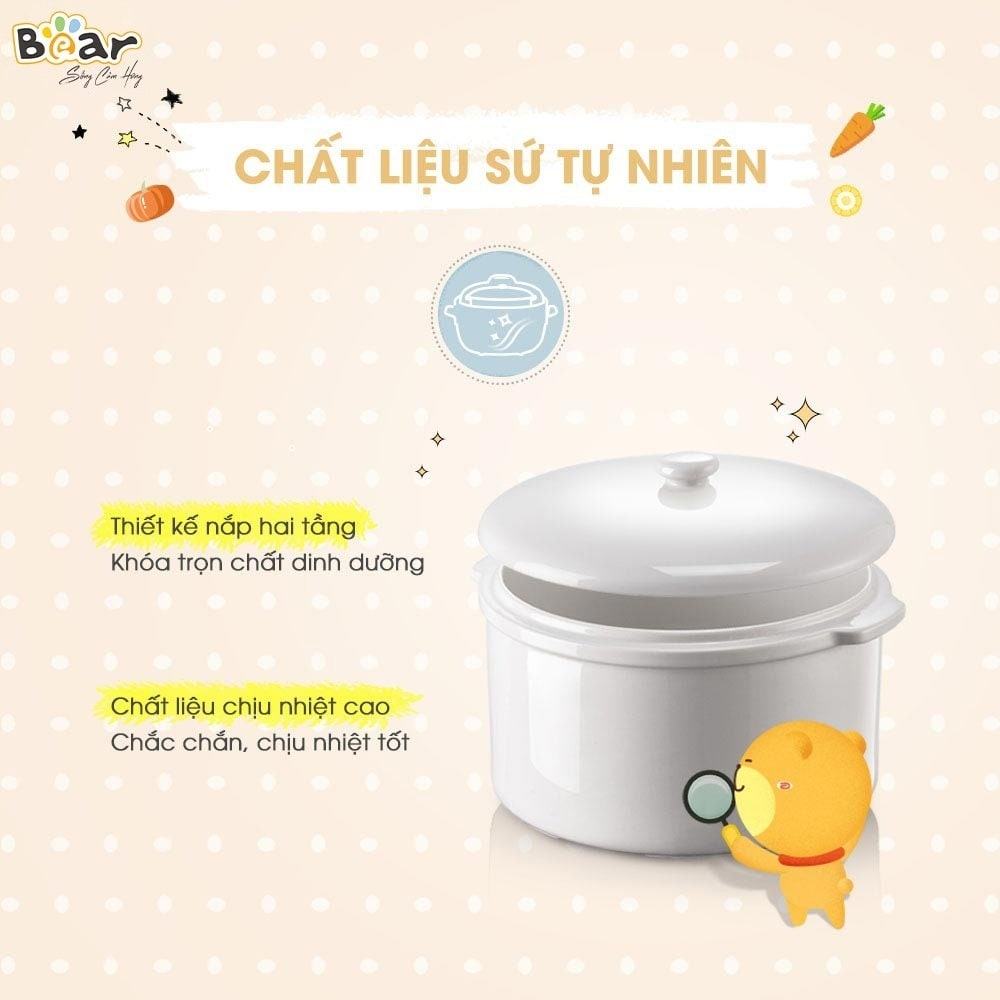 Bear
Sống Cảm Hứng
CHẤT LIỆU SỨ TỰ NHIÊN
Thiết kế nắp hai tầng
Khóa trọn chất dinh dưỡng
Chất liệu chịu nhiệt cao
Chắc chắn, chịu nhiệt tốt